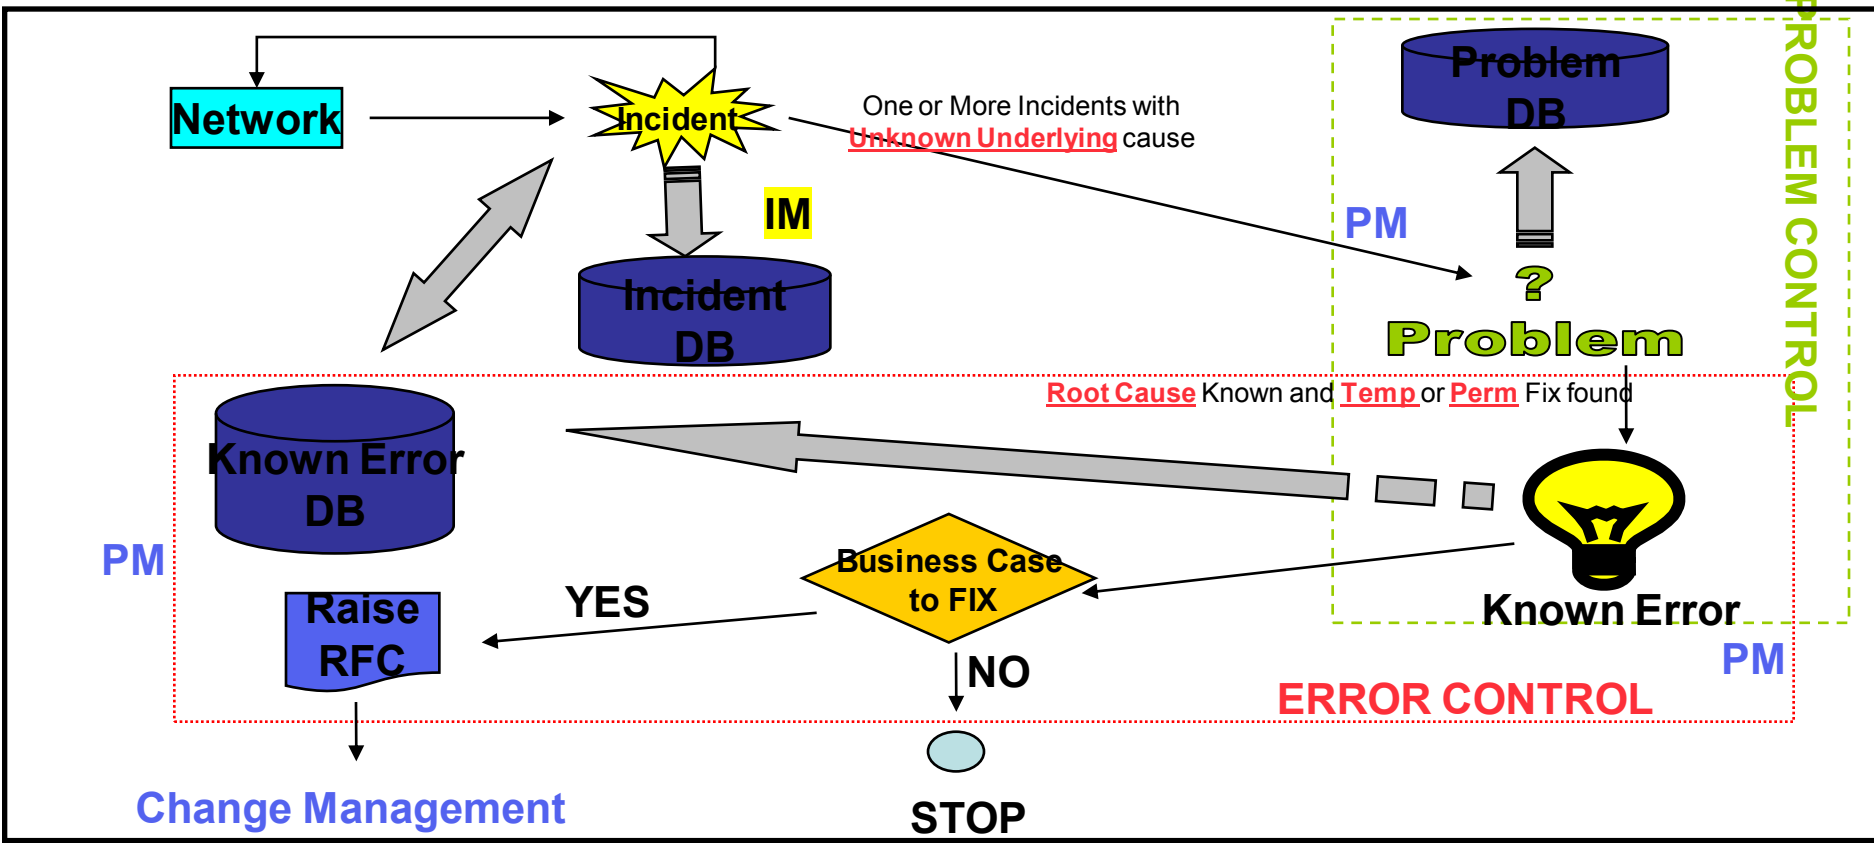 Network
Incident
One or More Incidents with
Unknown Underlying cause
Problem
DB
PROBLEM CONTROL
IM
PM
Incident
DB
?
Problem
Root Cause Known and Temp or Perm Fix found
Known Error
DB
PM
Business Case
to FIX
YES
Raise
RFC
Known Error
NO
PM
ERROR CONTROL
Change Management
STOP